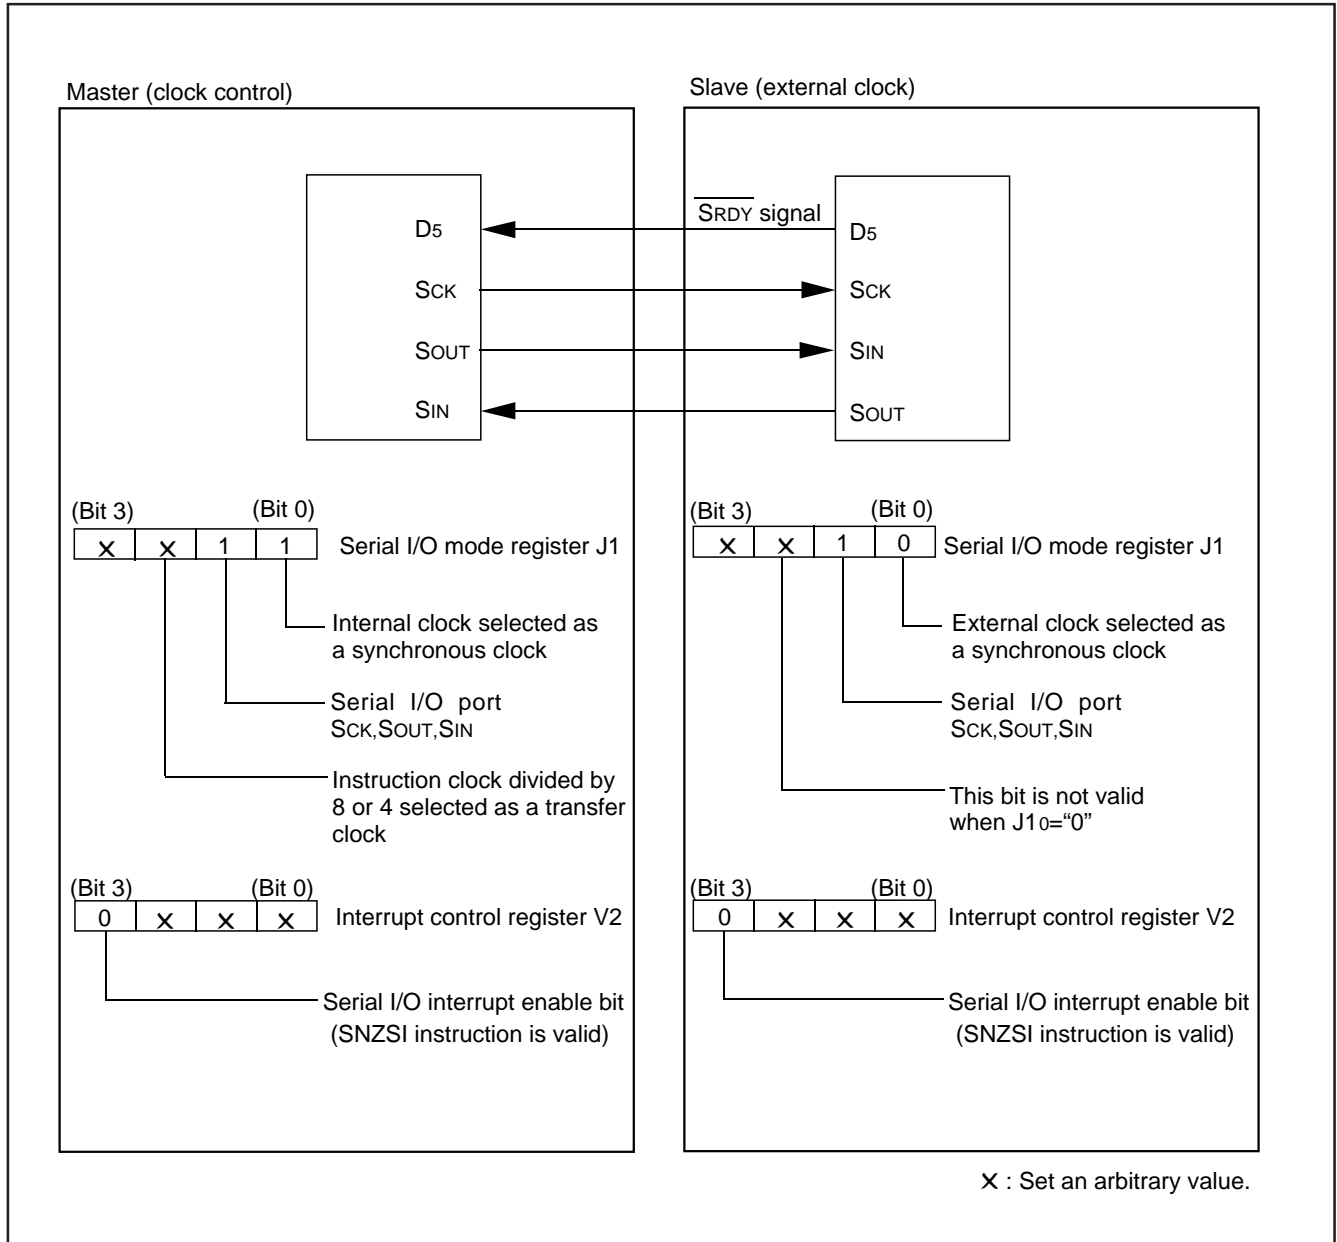 Master (clock control)
D5
SCK
SOUT
SIN
(Bit 3) (Bit 0)
× × 1 1 Serial I/O mode register J1
Internal clock selected as
a synchronous clock
Serial I/O port
SCK,SOUT,SIN
Instruction clock divided by
8 or 4 selected as a transfer
clock
(Bit 3) (Bit 0)
0 × × × Interrupt control register V2
Serial I/O interrupt enable bit
(SNZSI instruction is valid)
Slave (external clock)
SRDY signal
D5
SCK
SIN
SOUT
(Bit 3) (Bit 0)
× × 1 0 Serial I/O mode register J1
External clock selected as
a synchronous clock
Serial I/O port
SCK,SOUT,SIN
This bit is not valid
when J10=“0”
(Bit 3) (Bit 0)
0 × × × Interrupt control register V2
Serial I/O interrupt enable bit
(SNZSI instruction is valid)
× : Set an arbitrary value.